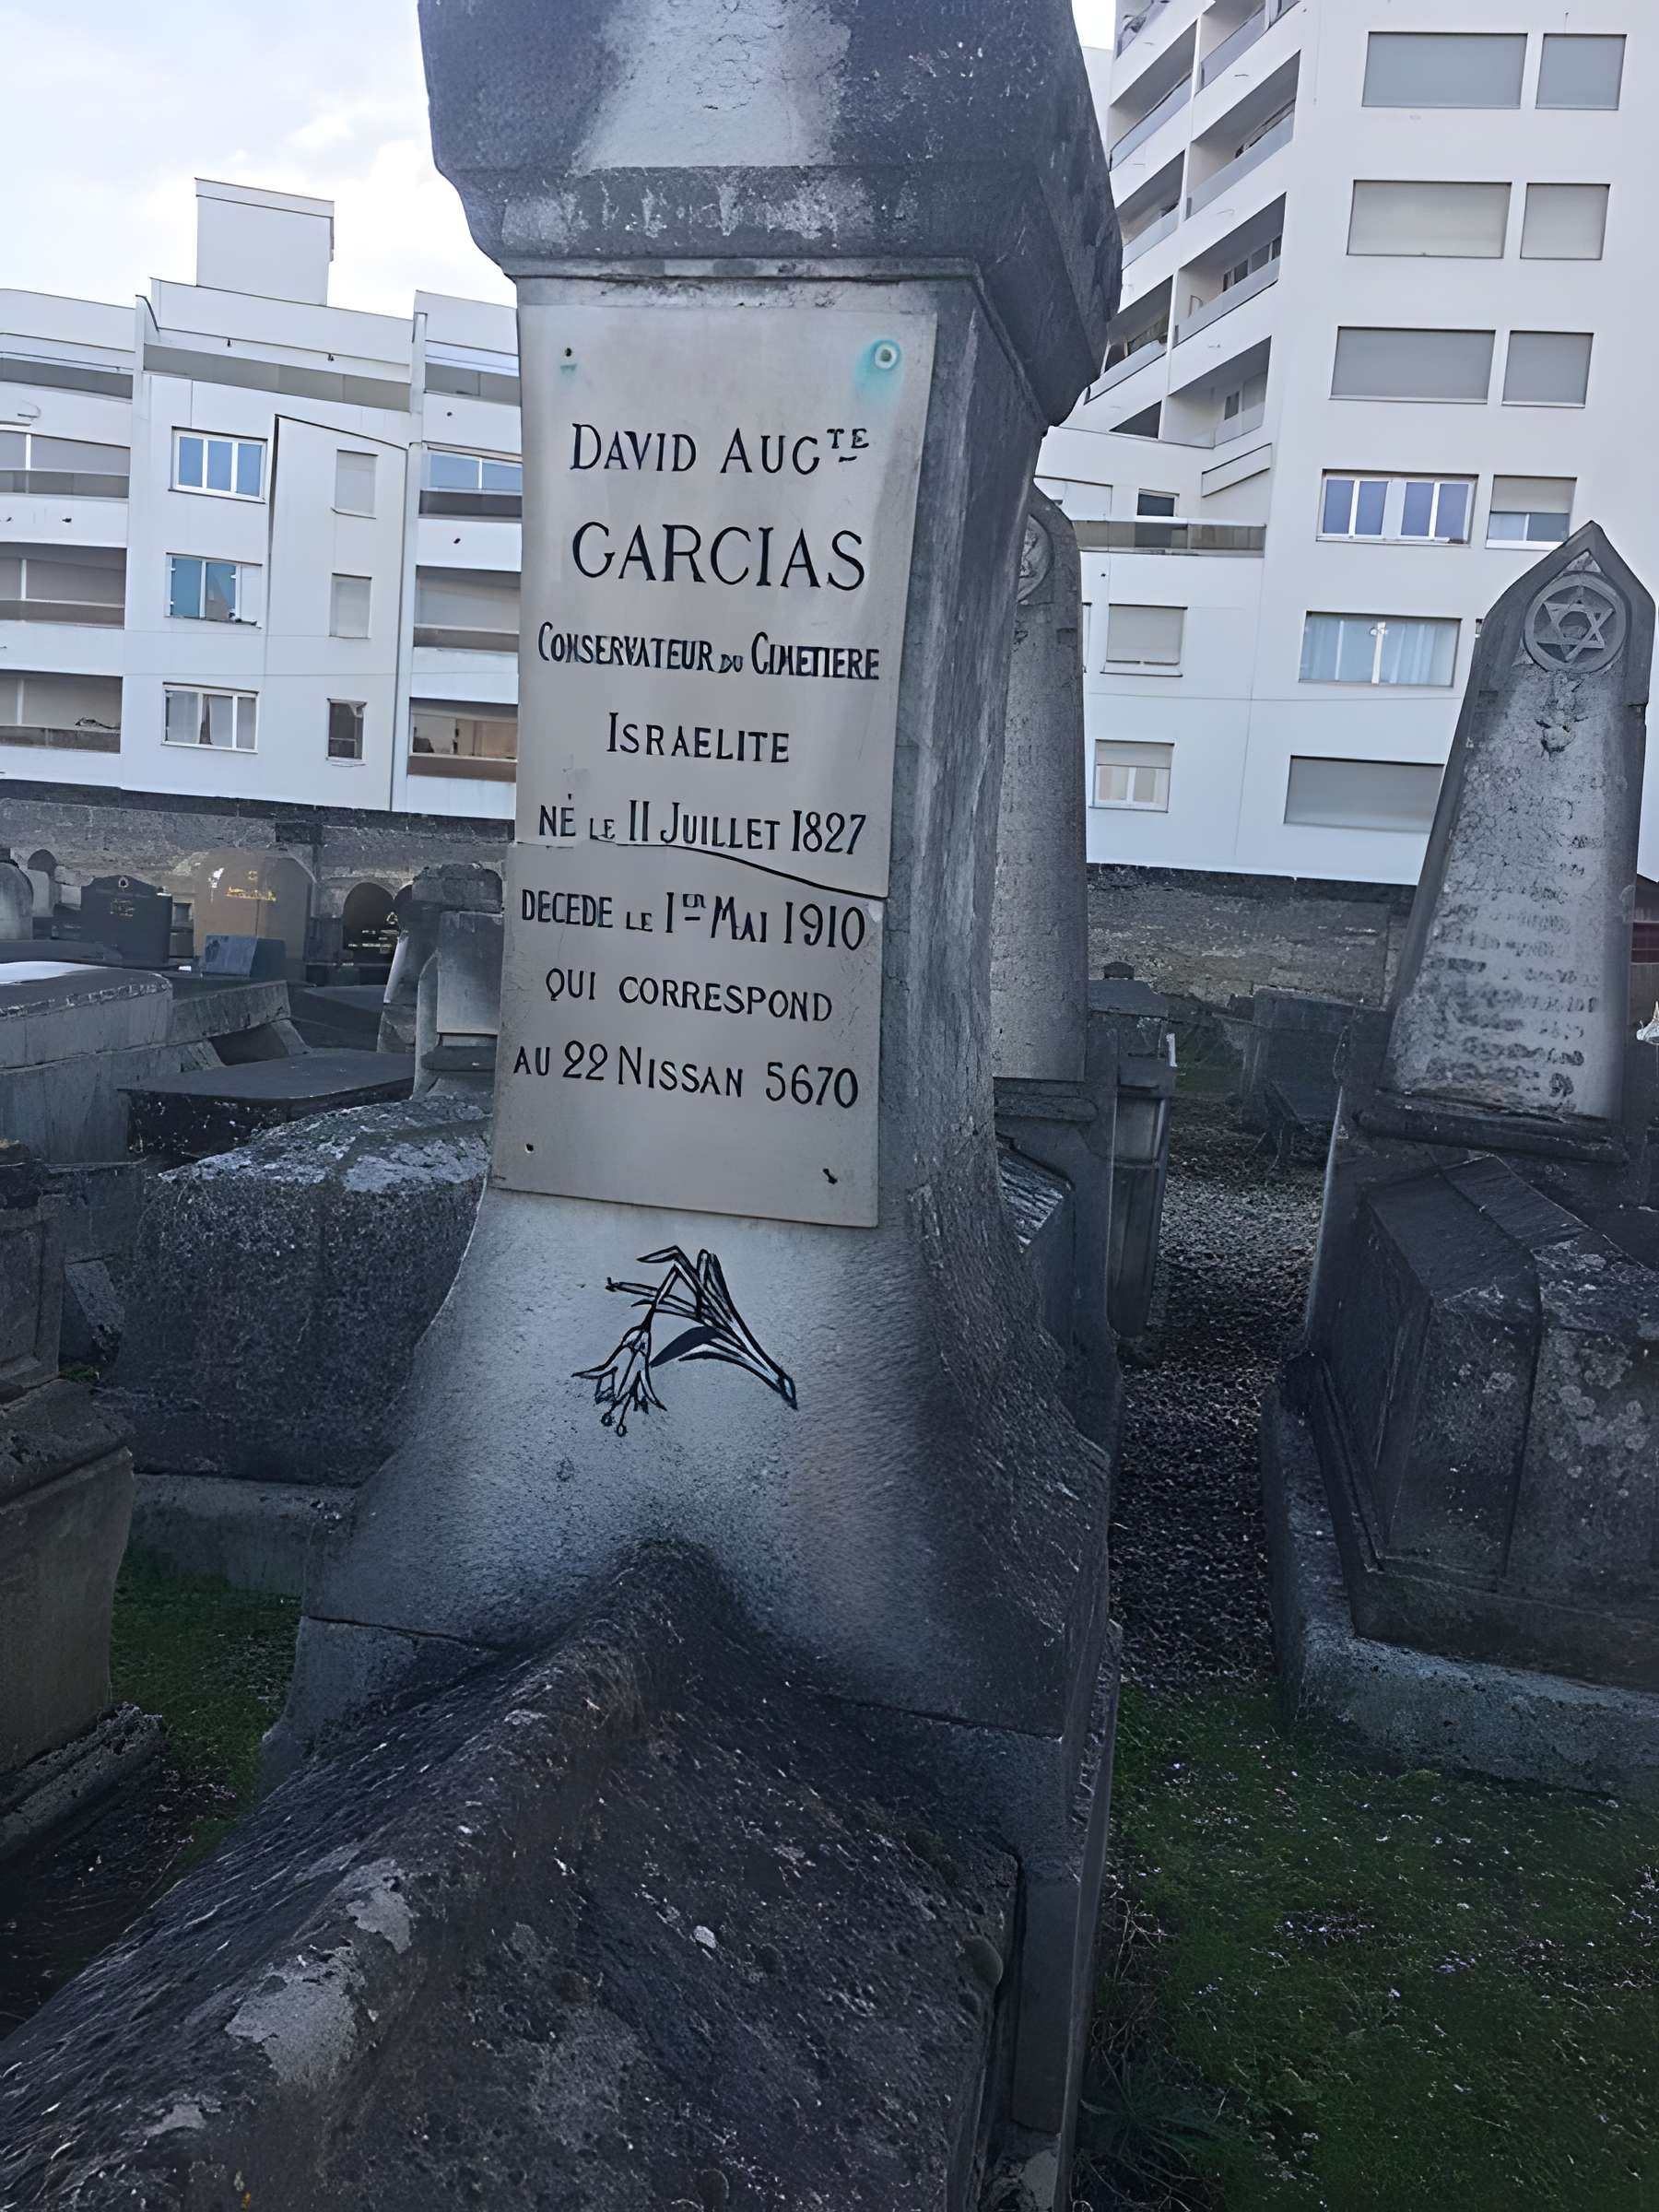 DAVID AUGTE
GARCIAS
CONSERVATEUR DU CIMETIERE
ISRAELITE
NÉ LE 11 JUILLET 1827
DECEDE LE 1ER MAI 1910
QUI CORRESPOND
AU 22 NISSAN 5670